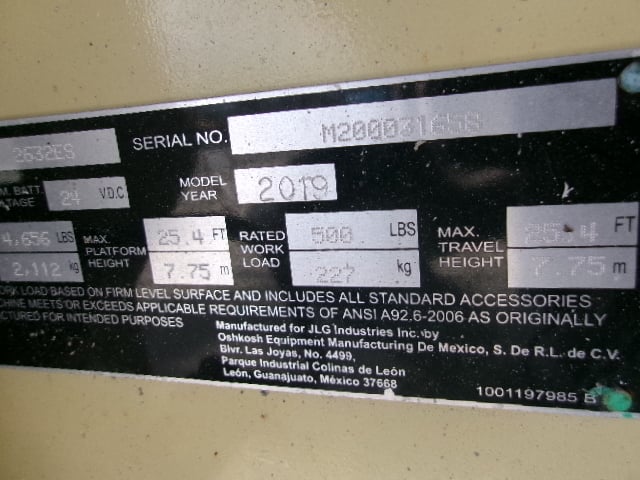 2632ES SERIAL NO. M200031658
M. BATT. 24 V.D.C. MODEL 2019
TAGE YEAR
4,656 LBS MAX. 25.4 FT RATED 500 LBS MAX. 25.4 FT
PLATFORM WORK TRAVEL
2,112 kg HEIGHT 7.75 m LOAD 227 kg HEIGHT 7.75 m
ORK LOAD BASED ON FIRM LEVEL SURFACE AND INCLUDES ALL STANDARD ACCESSORIES
CHINE MEETS OR EXCEEDS APPLICABLE REQUIREMENTS OF ANSI A92.6-2006 AS ORIGINALLY
ACTURED FOR INTENDED PURPOSES
Manufactured for JLG Industries Inc. by
Oshkosh Equipment Manufacturing De Mexico, S. De R.L. de C.V.
Blvr. Las Joyas, No. 4499,
Parque Industrial Colinas de León
León, Guanajuato, México 37668
1001197985 B